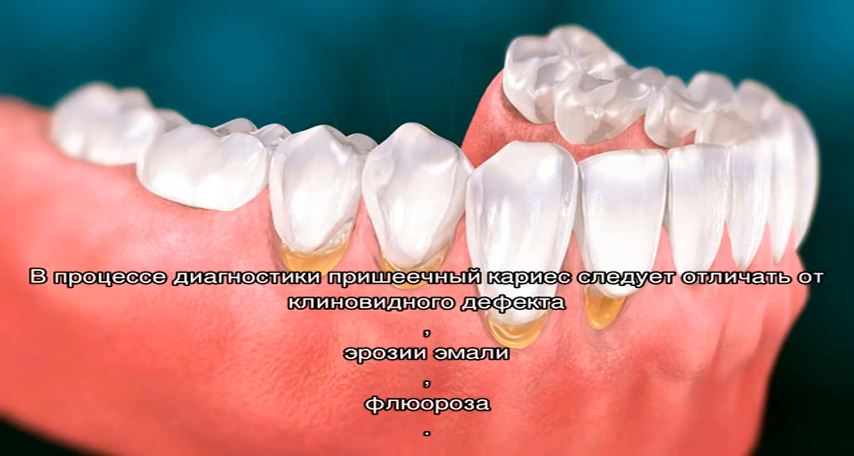 В процессе диагностики пришеечный кариес следует отличать от
клиновидного дефекта
,
эрозии эмали
,
флюороза
.